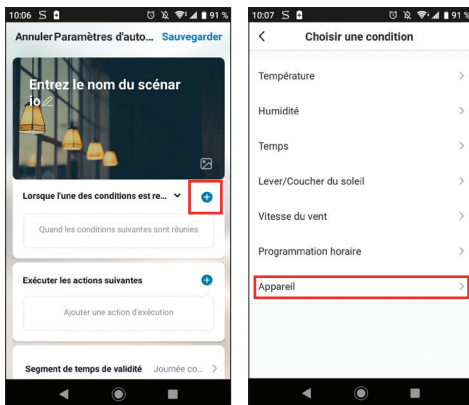 10:06 S 91 %
Annuler Paramètres d'auto... Sauvegarder
Entrez le nom du scénar
io
Lorsque l'une des conditions est re...
Quand les conditions suivantes sont réunies
Exécuter les actions suivantes
Ajouter une action d'exécution
Segment de temps de validité Journée co...
10:07 S 91 %
Choisir une condition
Température
Humidité
Temps
Lever/Coucher du soleil
Vitesse du vent
Programmation horaire
Appareil